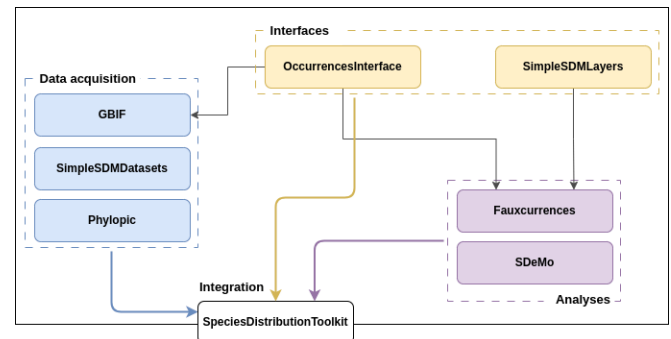 Interfaces
OccurrencesInterface
SimpleSDMLayers
Data acquisition
GBIF
SimpleSDMDatasets
Phylopic
Fauxcurrences
SDeMo
Analyses
Integration
SpeciesDistributionToolkit